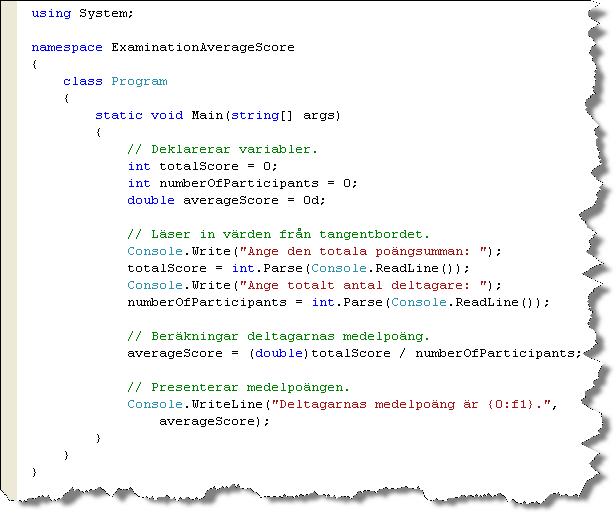 using System;

namespace ExaminationAverageScore
{
    class Program
    {
        static void Main(string[] args)
        {
            // Deklarerar variabler.
            int totalScore = 0;
            int numberOfParticipants = 0;
            double averageScore = 0d;

            // Läser in värden från tangentbordet.
            Console.Write("Ange den totala poängsumman: ");
            totalScore = int.Parse(Console.ReadLine());
            Console.Write("Ange totalt antal deltagare: ");
            numberOfParticipants = int.Parse(Console.ReadLine());

            // Beräkningar deltagarnas medelpoäng.
            averageScore = (double)totalScore / numberOfParticipants;

            // Presenterar medelpoängen.
            Console.WriteLine("Deltagarnas medelpoäng är {0:f1}.",
                averageScore);
        }
    }
}